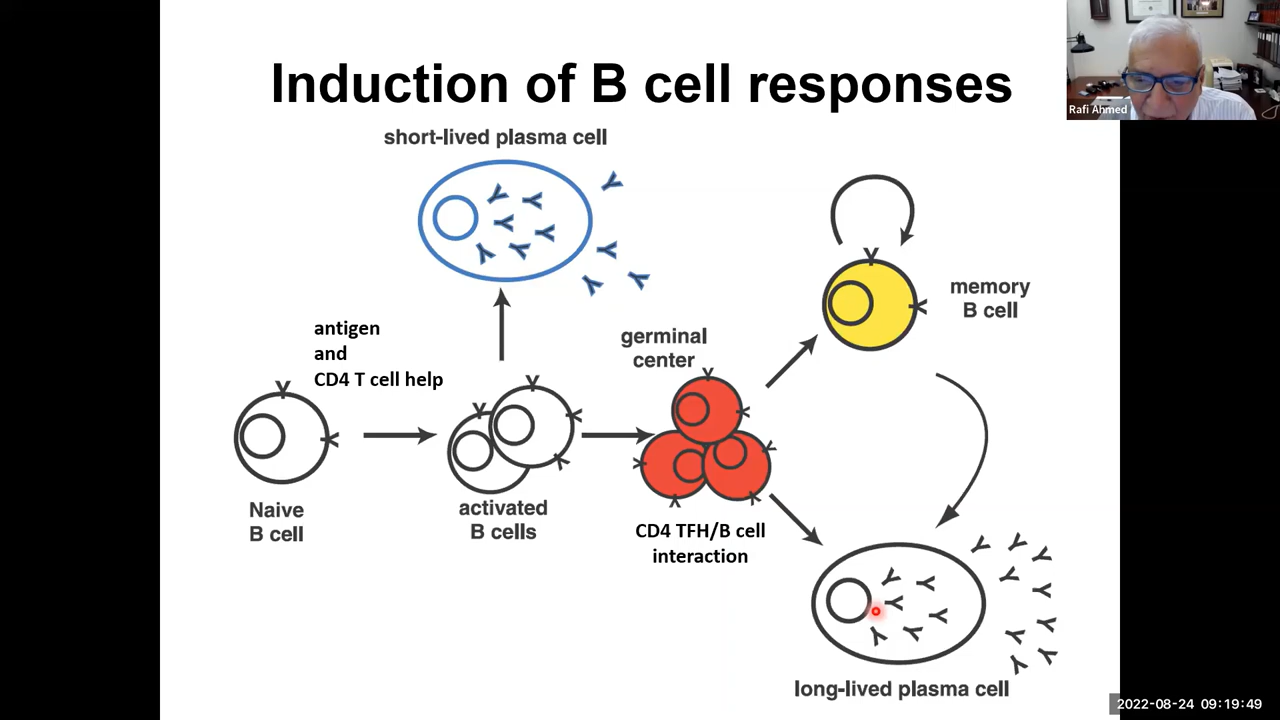 Induction of B cell responses
Rafi Ahmed
short-lived plasma cell
antigen
and
CD4 T cell help
germinal
center
memory
B cell
Naive
B cell
activated
B cells
CD4 TFH/B cell
interaction
long-lived plasma cell
2022-08-24 09:19:49